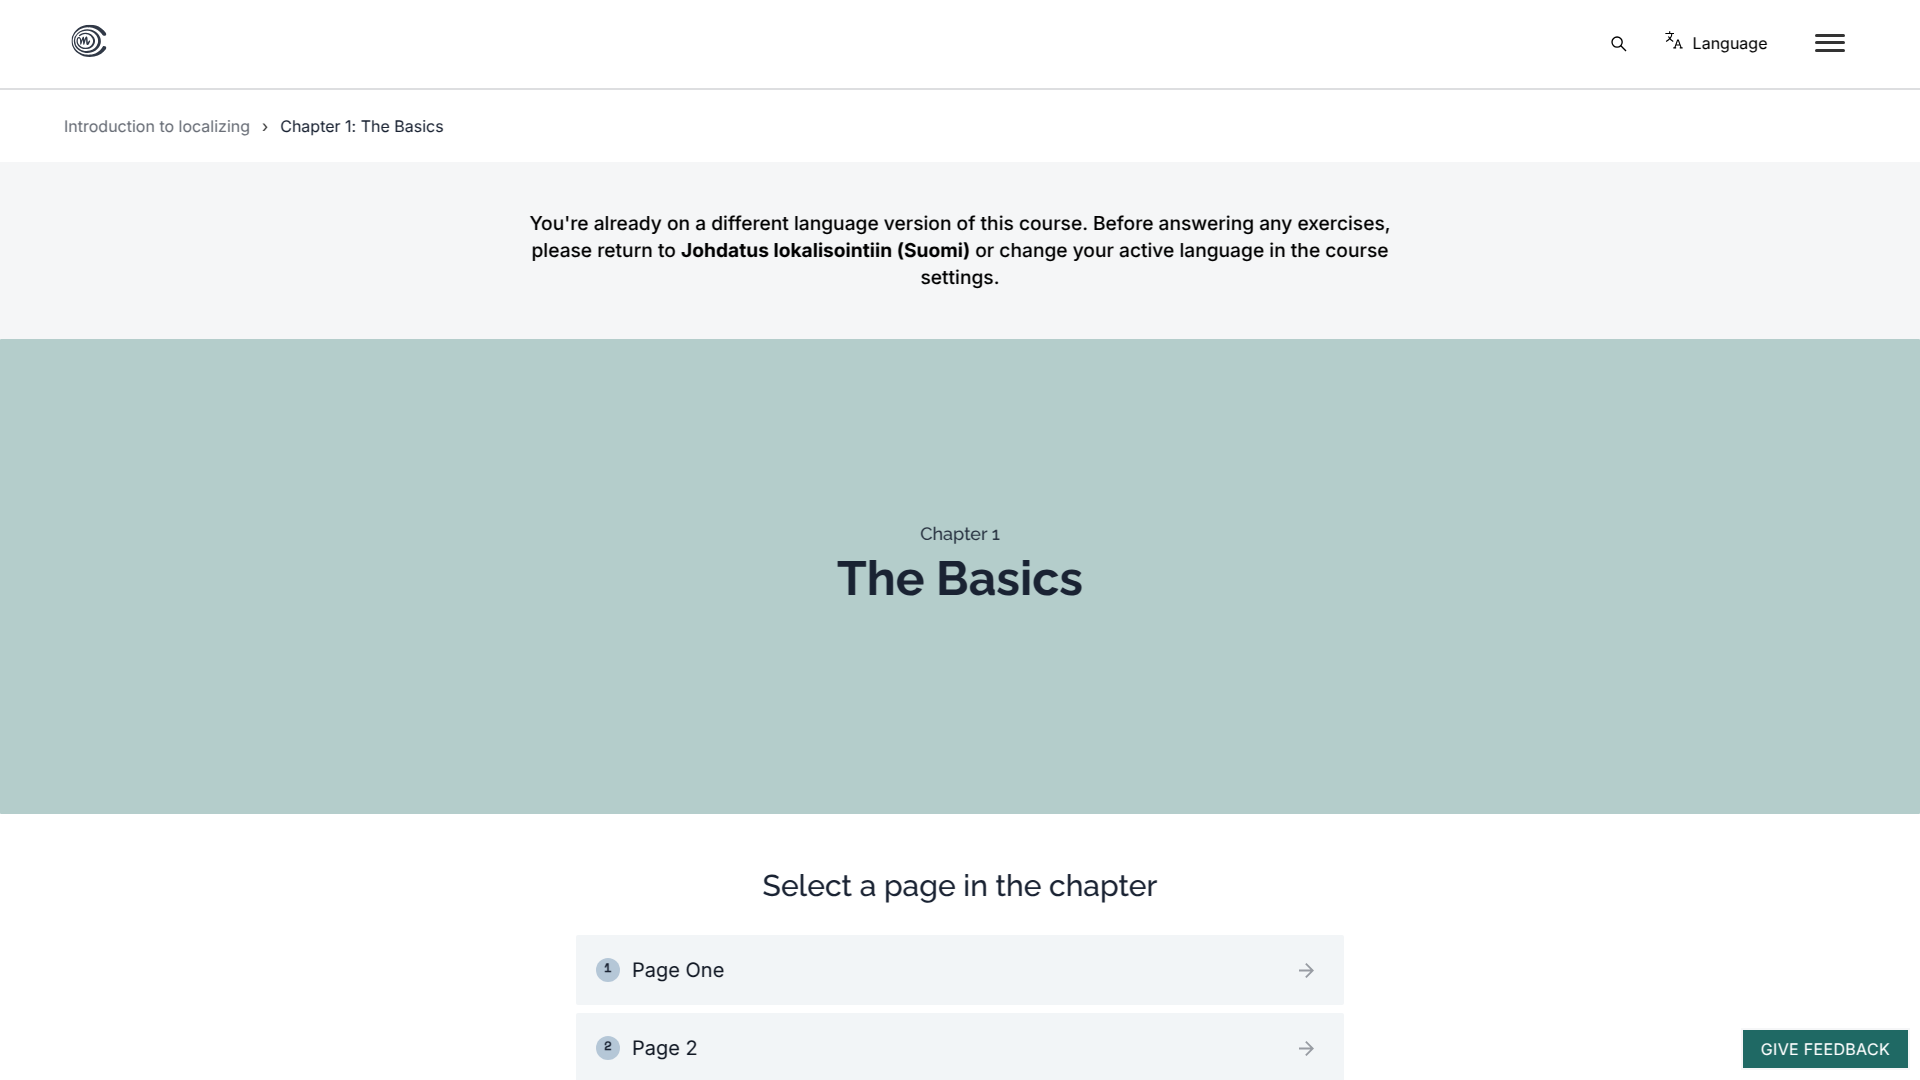 Language
Introduction to localizing › Chapter 1: The Basics
You're already on a different language version of this course. Before answering any exercises,
please return to Johdatus lokalisointiin (Suomi) or change your active language in the course
settings.
Chapter 1
The Basics
Select a page in the chapter
1 Page One
2 Page 2
GIVE FEEDBACK